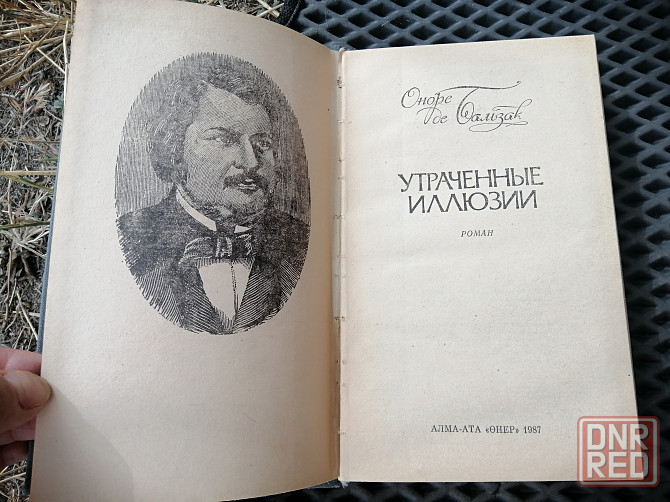 Оноре
де Бальзак
УТРАЧЕННЫЕ
ИЛЛЮЗИИ
РОМАН
АЛМА-АТА «ӨНЕР» 1987
DNR
RED